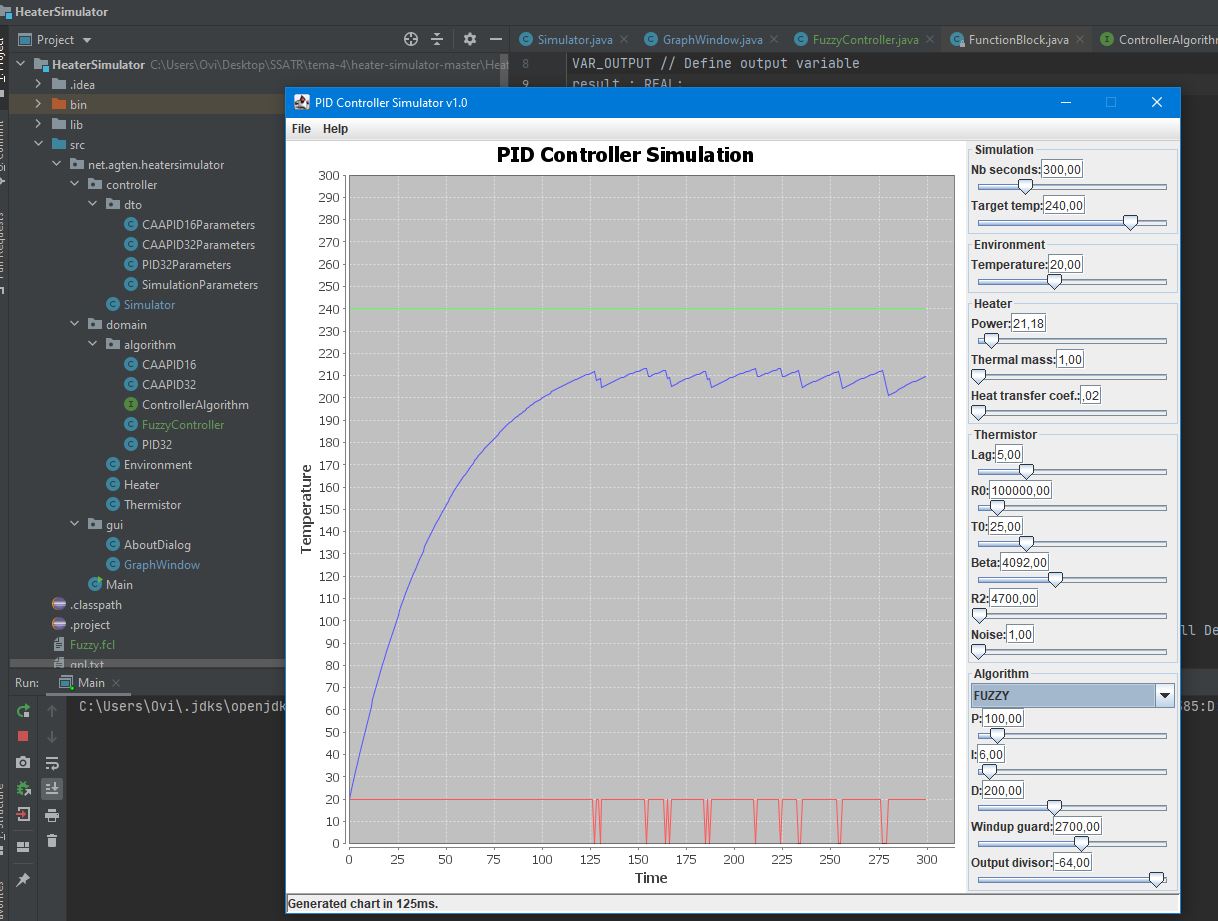 HeaterSimulator
Project
Simulator.java
GraphWindow.java
FuzzyController.java
FunctionBlock.java
HeaterSimulator C:\Users\Ovi\Desktop\SSATR\tema-4\heater-simulator-master\
8 VAR_OUTPUT // Define output variable
9 result : REAL;
.idea
bin
lib
src
net.agten.heatersimulator
controller
dto
CAAPID16Parameters
CAAPID32Parameters
PID32Parameters
SimulationParameters
Simulator
domain
algorithm
CAAPID16
CAAPID32
ControllerAlgorithm
FuzzyController
PID32
Environment
Heater
Thermistor
gui
AboutDialog
GraphWindow
Main
.classpath
.project
Fuzzy.fcl
gpl.txt
Run: Main
C:\Users\Ovi\.jdks\openjdk
PID Controller Simulator v1.0
File Help
PID Controller Simulation
300
290
280
270
260
250
240
230
220
210
200
190
180
170
160
150
140
130
120
110
100
90
80
70
60
50
40
30
20
10
0
Temperature
0 25 50 75 100 125 150 175 200 225 250 275 300
Time
Simulation
Nb seconds: 300,00
Target temp: 240,00
Environment
Temperature: 20,00
Heater
Power: 21,18
Thermal mass: 1,00
Heat transfer coef.: ,02
Thermistor
Lag: 5,00
R0: 100000,00
T0: 25,00
Beta: 4092,00
R2: 4700,00
Noise: 1,00
Algorithm
FUZZY
P: 100,00
I: 6,00
D: 200,00
Windup guard: 2700,00
Output divisor: -64,00
Generated chart in 125ms.